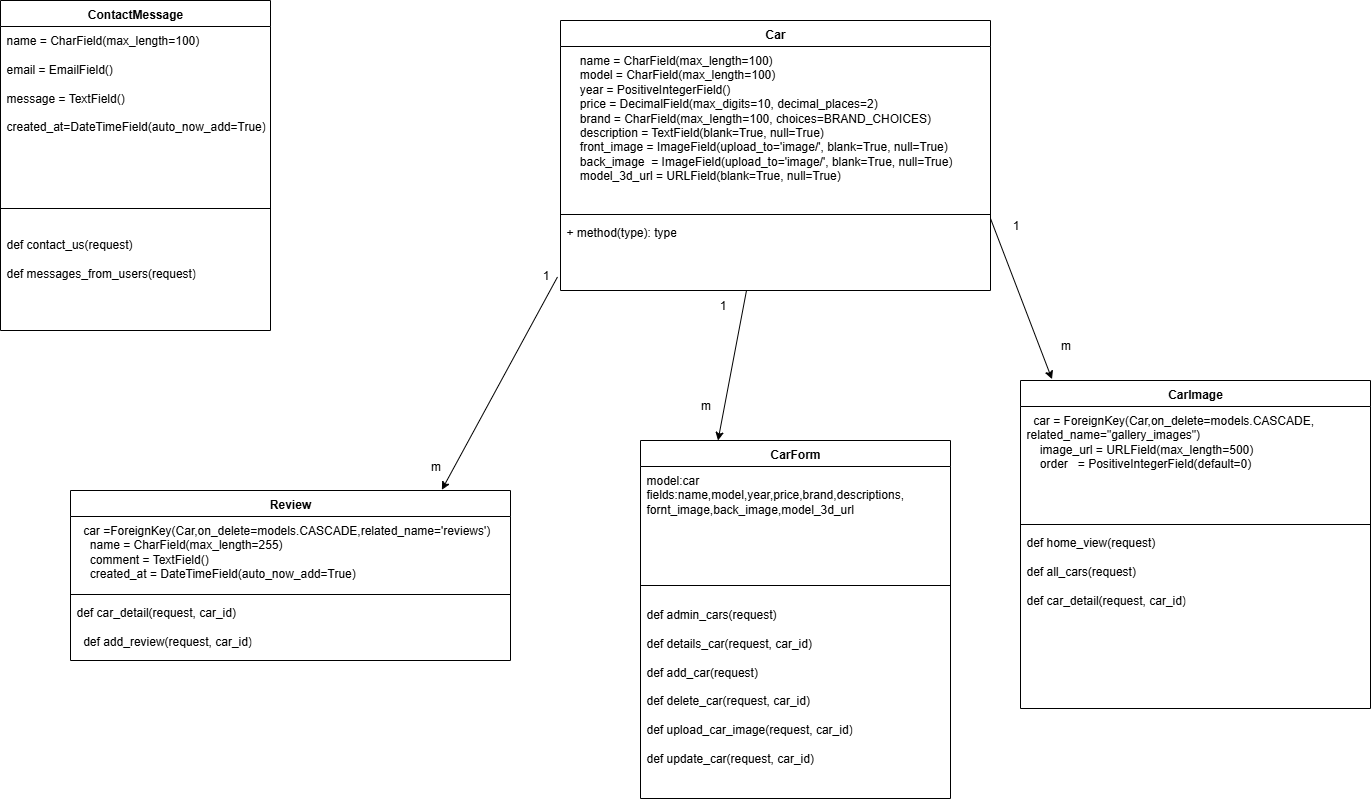 ContactMessage
name = CharField(max_length=100)
email = EmailField()
message = TextField()
created_at=DateTimeField(auto_now_add=True)
def contact_us(request)
def messages_from_users(request)
Car
name = CharField(max_length=100)
model = CharField(max_length=100)
year = PositiveIntegerField()
price = DecimalField(max_digits=10, decimal_places=2)
brand = CharField(max_length=100, choices=BRAND_CHOICES)
description = TextField(blank=True, null=True)
front_image = ImageField(upload_to='image/', blank=True, null=True)
back_image  = ImageField(upload_to='image/', blank=True, null=True)
model_3d_url = URLField(blank=True, null=True)
+ method(type): type
1
m
1
m
1
m
Review
car =ForeignKey(Car,on_delete=models.CASCADE,related_name='reviews')
name = CharField(max_length=255)
comment = TextField()
created_at = DateTimeField(auto_now_add=True)
def car_detail(request, car_id)
def add_review(request, car_id)
CarForm
model:car
fields:name,model,year,price,brand,descriptions,
fornt_image,back_image,model_3d_url
def admin_cars(request)
def details_car(request, car_id)
def add_car(request)
def delete_car(request, car_id)
def upload_car_image(request, car_id)
def update_car(request, car_id)
CarImage
car = ForeignKey(Car,on_delete=models.CASCADE,
related_name="gallery_images")
image_url = URLField(max_length=500)
order   = PositiveIntegerField(default=0)
def home_view(request)
def all_cars(request)
def car_detail(request, car_id)